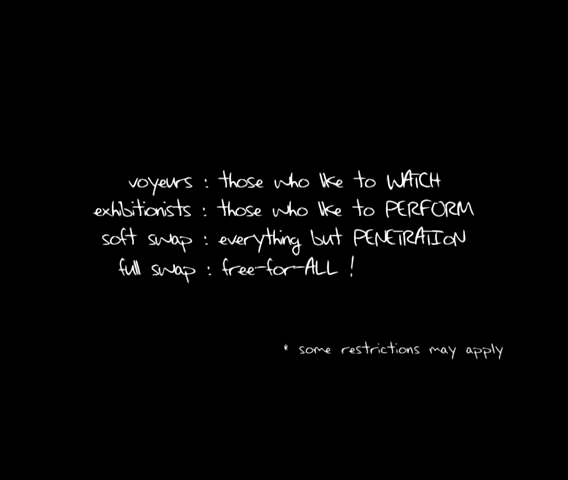 voyeurs : those who like to WATCH
exhibitionists : those who like to PERFORM
soft swap : everything but PENETRATION
full swap : free-for-ALL !
* some restrictions may apply